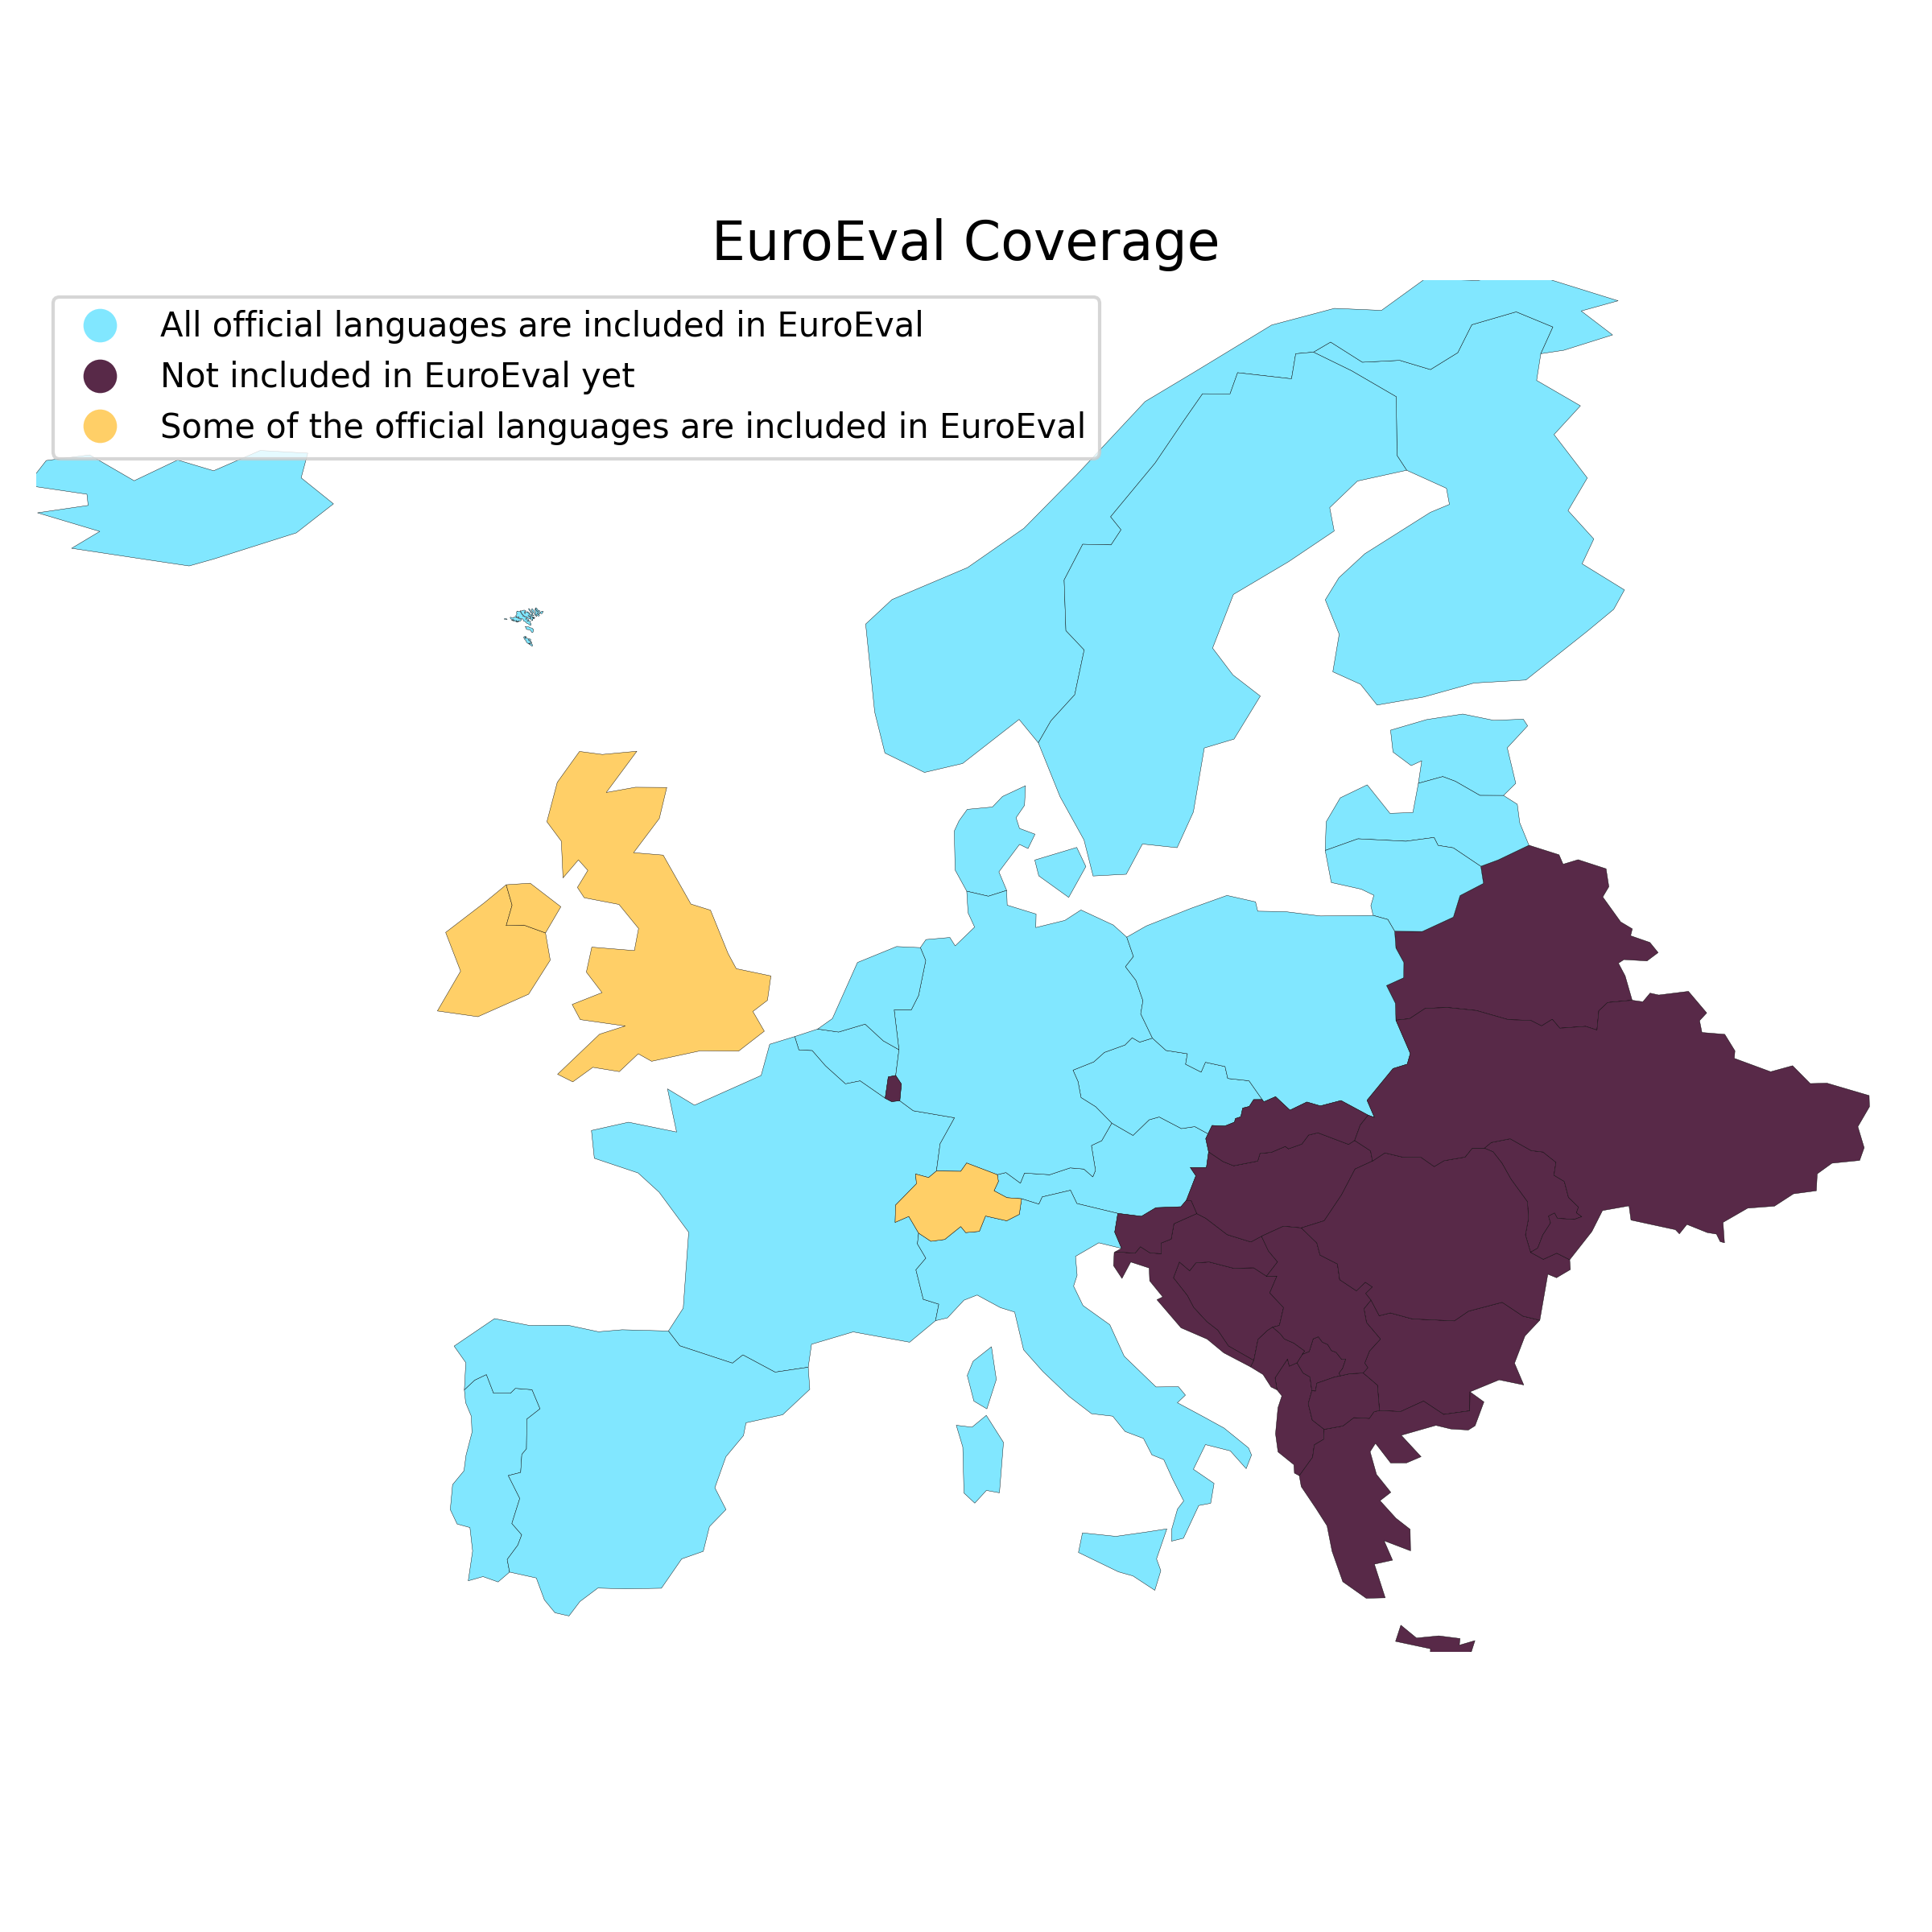 EuroEval Coverage
All official languages are included in EuroEval
Not included in EuroEval yet
Some of the official languages are included in EuroEval